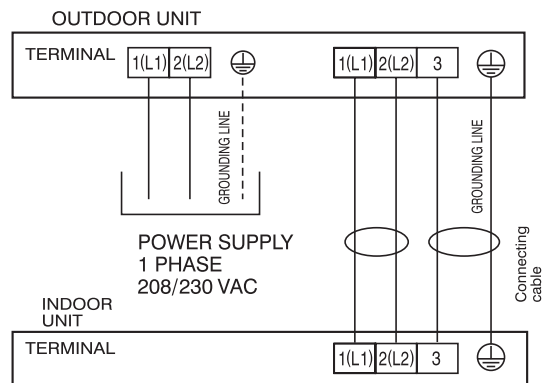 OUTDOOR UNIT
TERMINAL
1(L1) 2(L2)
1(L1) 2(L2) 3
GROUNDING LINE
GROUNDING LINE
POWER SUPPLY
1 PHASE
208/230 VAC
Connecting
cable
INDOOR
UNIT
TERMINAL
1(L1) 2(L2) 3